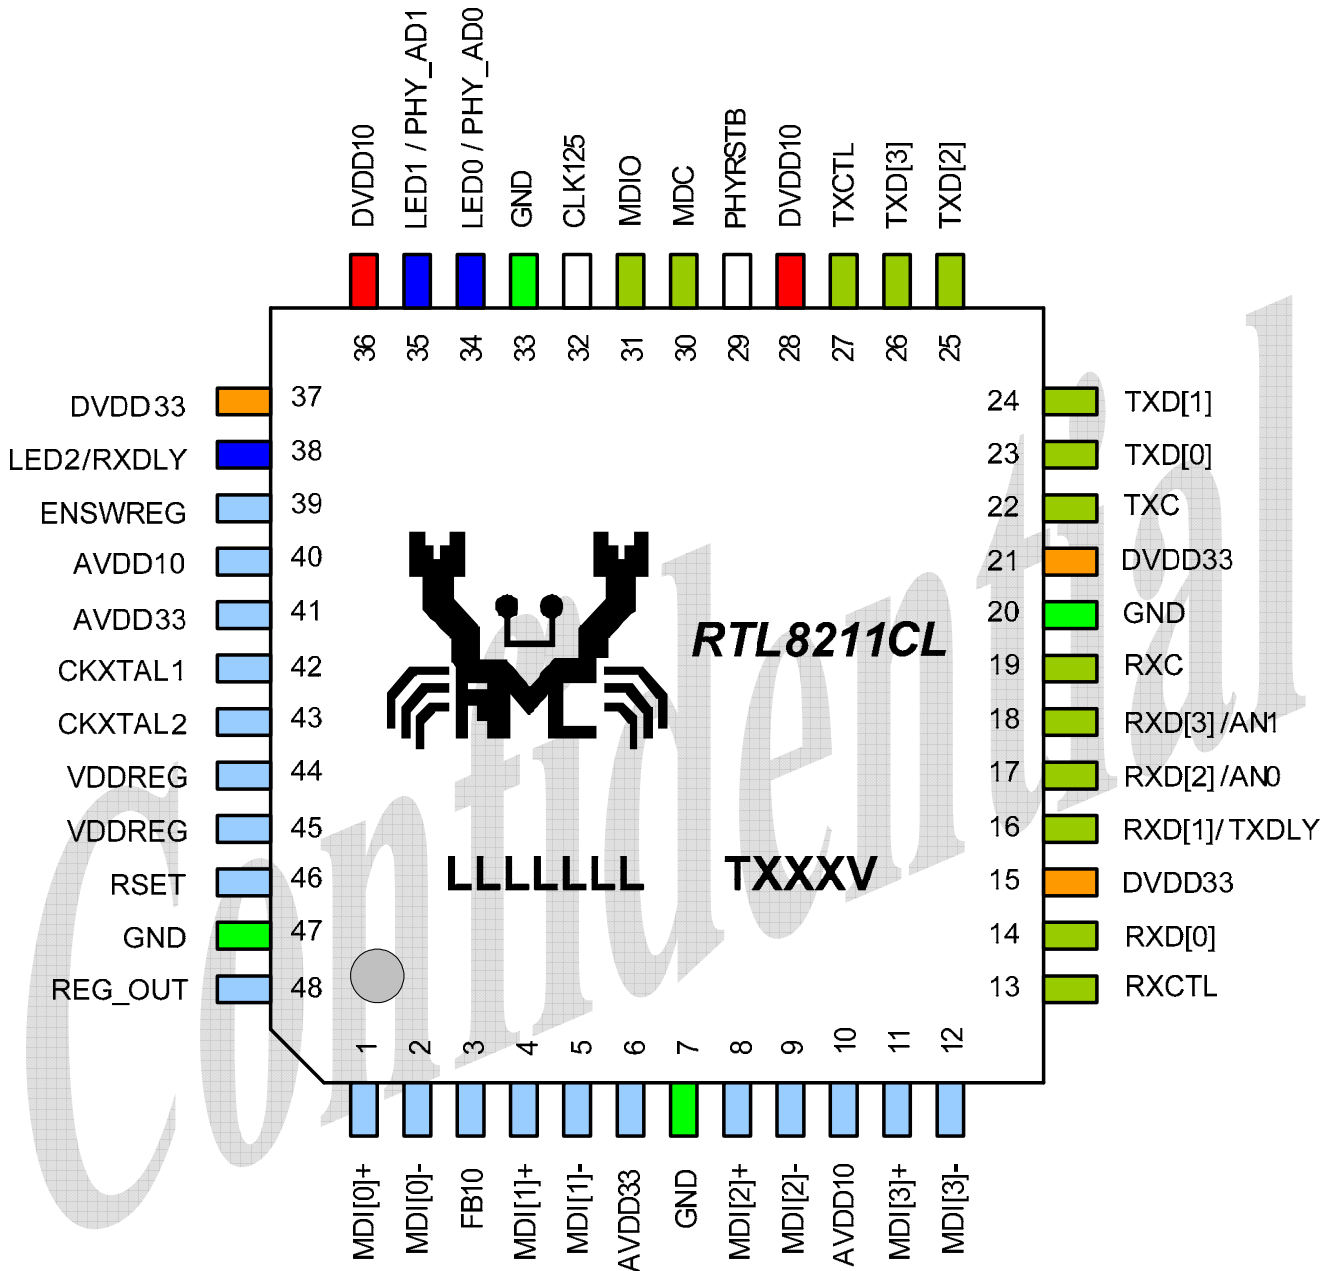 DVDD10
LED1 / PHY_AD1
LED0 / PHY_AD0
GND
CLK125
MDIO
MDC
PHYRSTB
DVDD10
TXCTL
TXD[3]
TXD[2]
36
35
34
33
32
31
30
29
28
27
26
25
DVDD33
37
LED2/RXDLY
38
ENSWREG
39
AVDD10
40
AVDD33
41
CKXTAL1
42
CKXTAL2
43
VDDREG
44
VDDREG
45
RSET
46
GND
47
REG_OUT
48
RTL8211CL
LLLLLLL TXXXV
24
TXD[1]
23
TXD[0]
22
TXC
21
DVDD33
20
GND
19
RXC
18
RXD[3]/AN1
17
RXD[2]/AN0
16
RXD[1]/TXDLY
15
DVDD33
14
RXD[0]
13
RXCTL
1
2
3
4
5
6
7
8
9
10
11
12
MDI[0]+
MDI[0]-
FB10
MDI[1]+
MDI[1]-
AVDD33
GND
MDI[2]+
MDI[2]-
AVDD10
MDI[3]+
MDI[3]-
Confidential